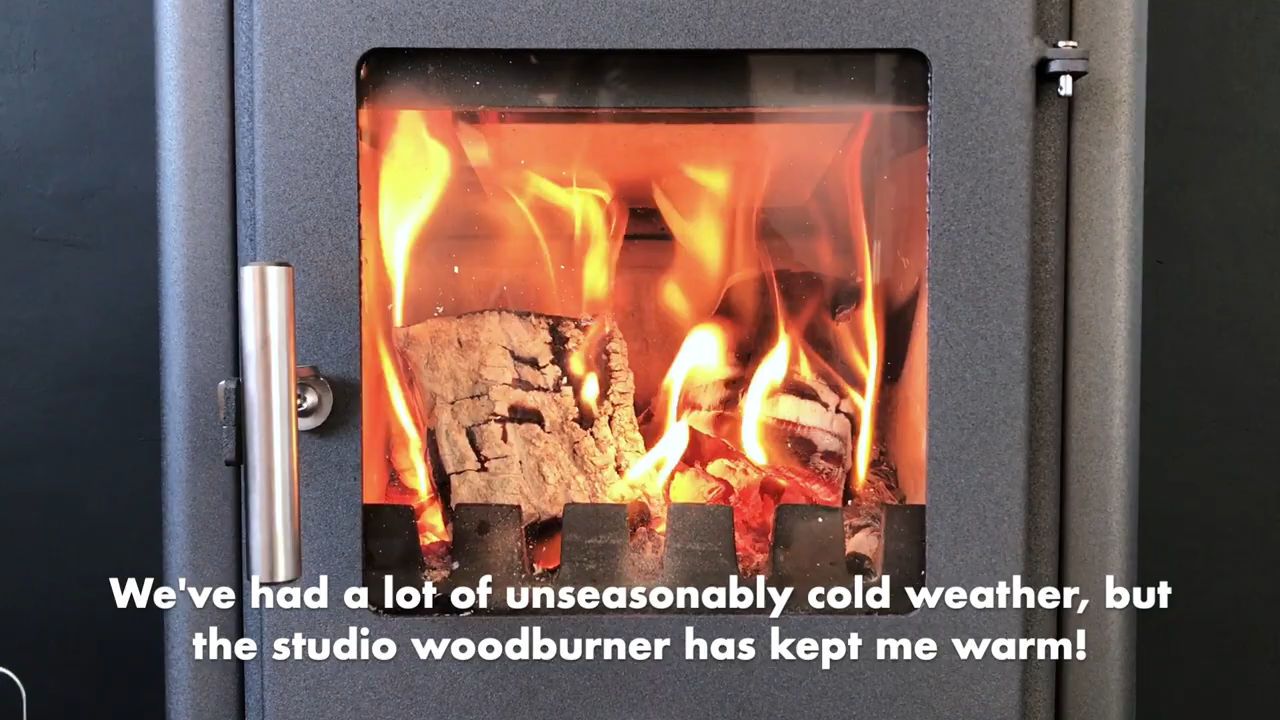 We've had a lot of unseasonably cold weather, but
the studio woodburner has kept me warm!